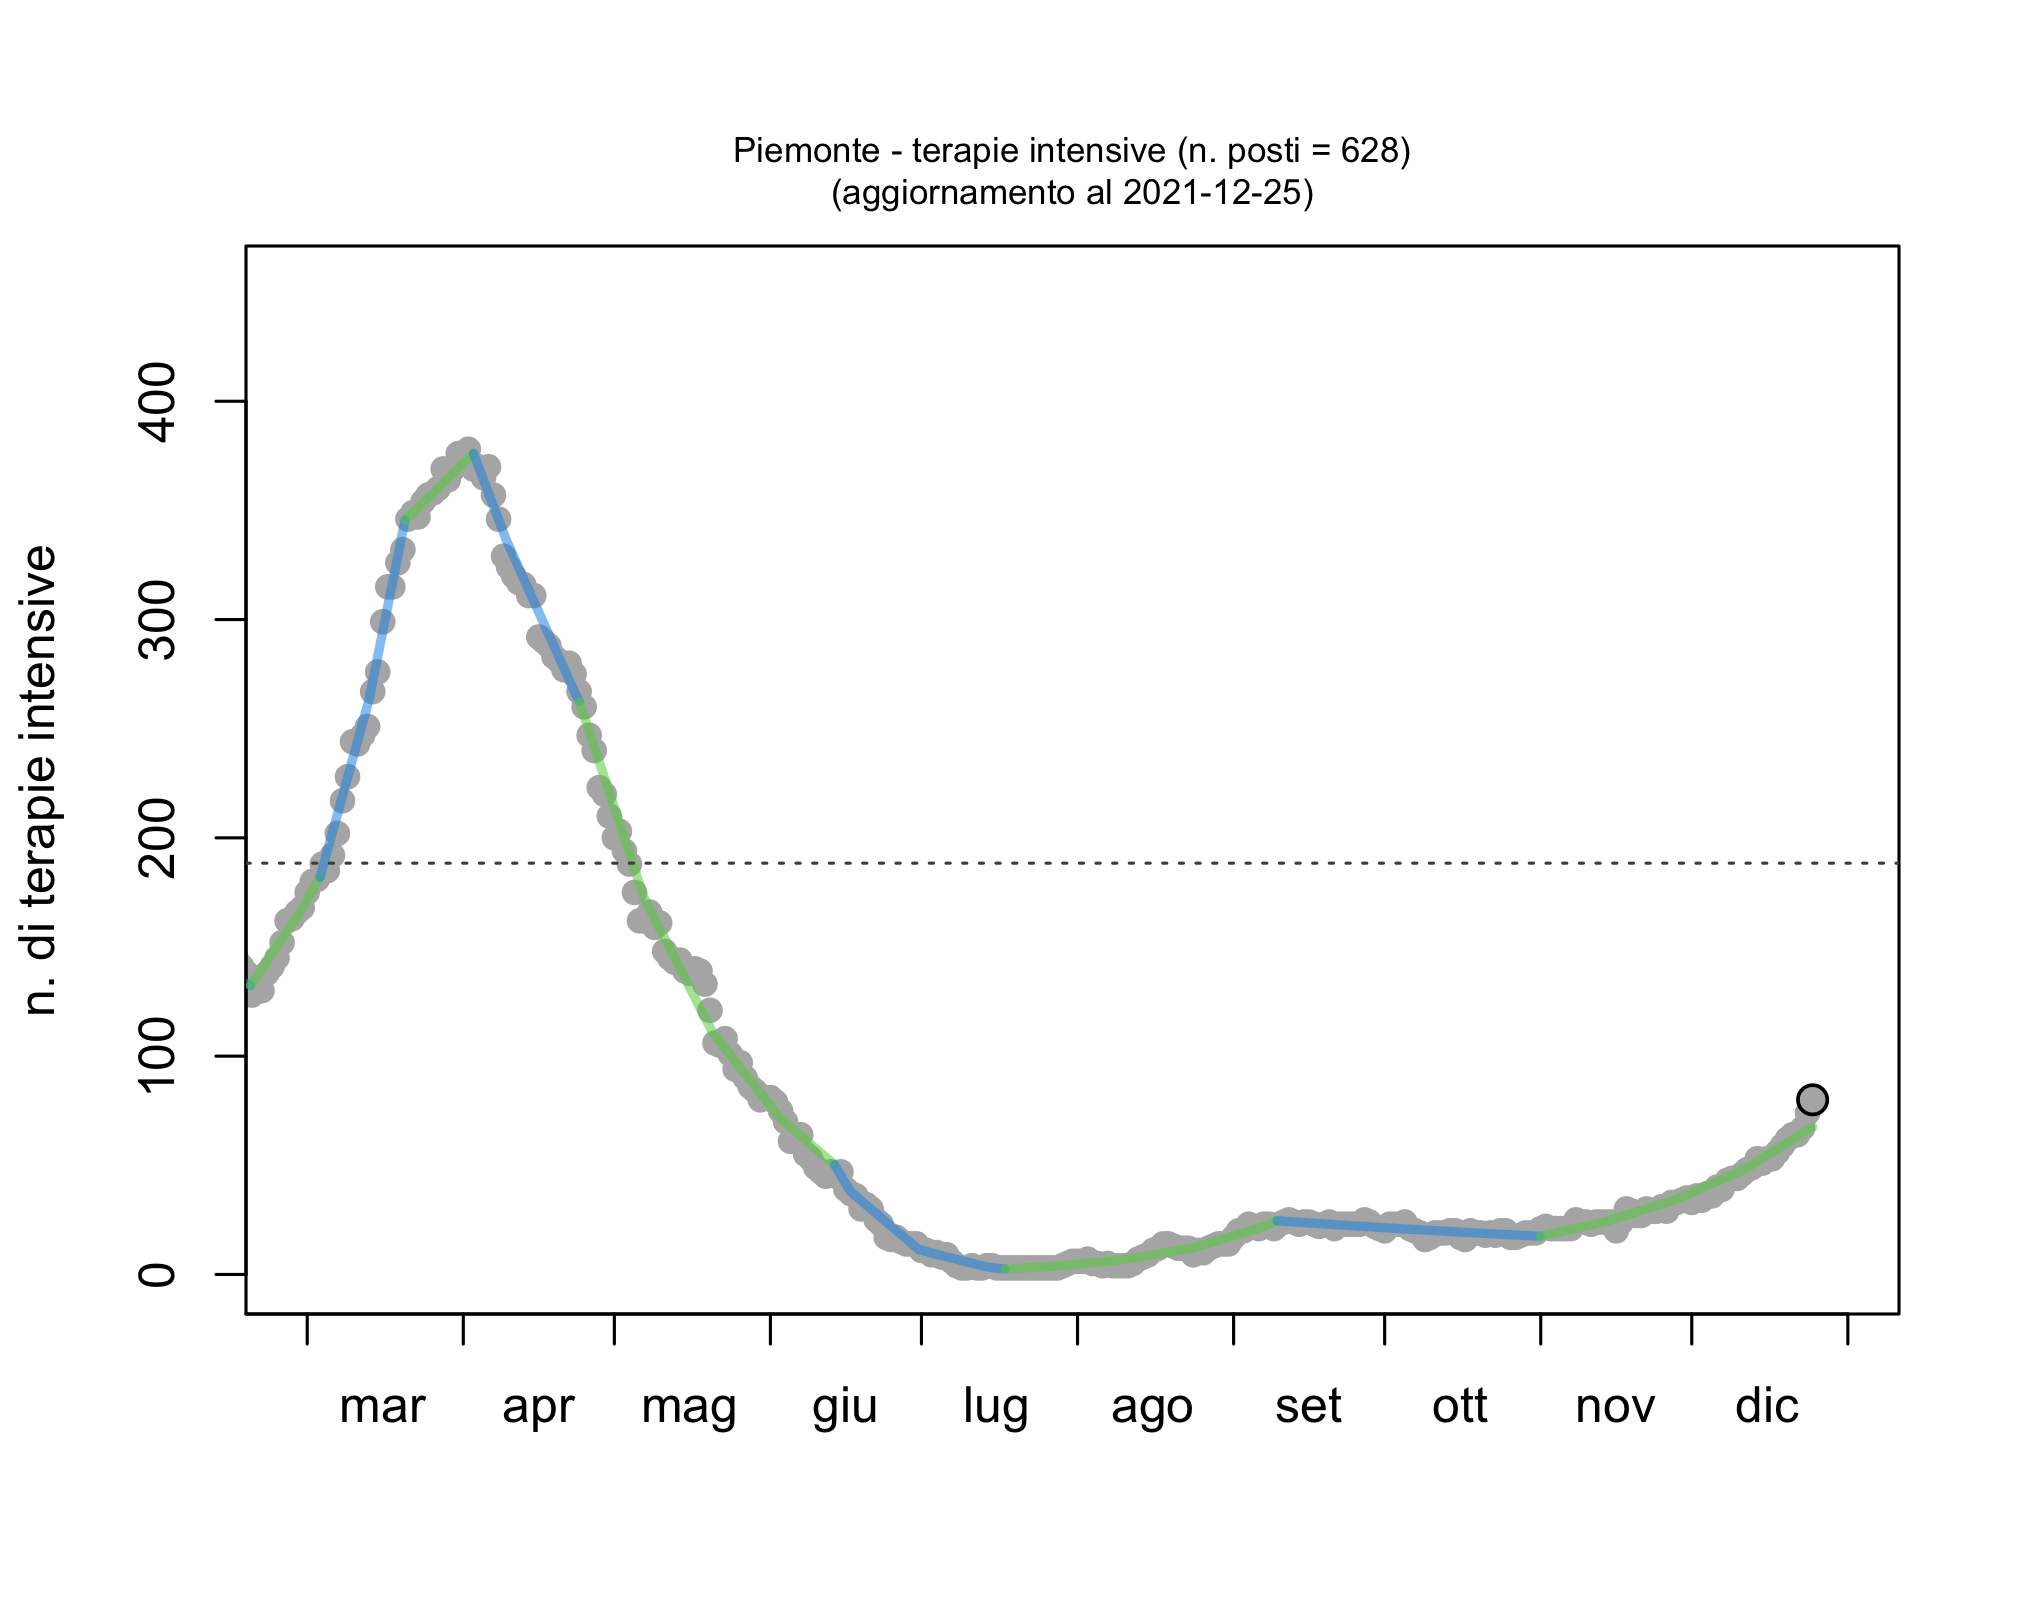 Piemonte - terapie intensive (n. posti = 628)
(aggiornamento al 2021-12-25)
n. di terapie intensive
400
300
200
100
0
mar apr mag giu lug ago set ott nov dic